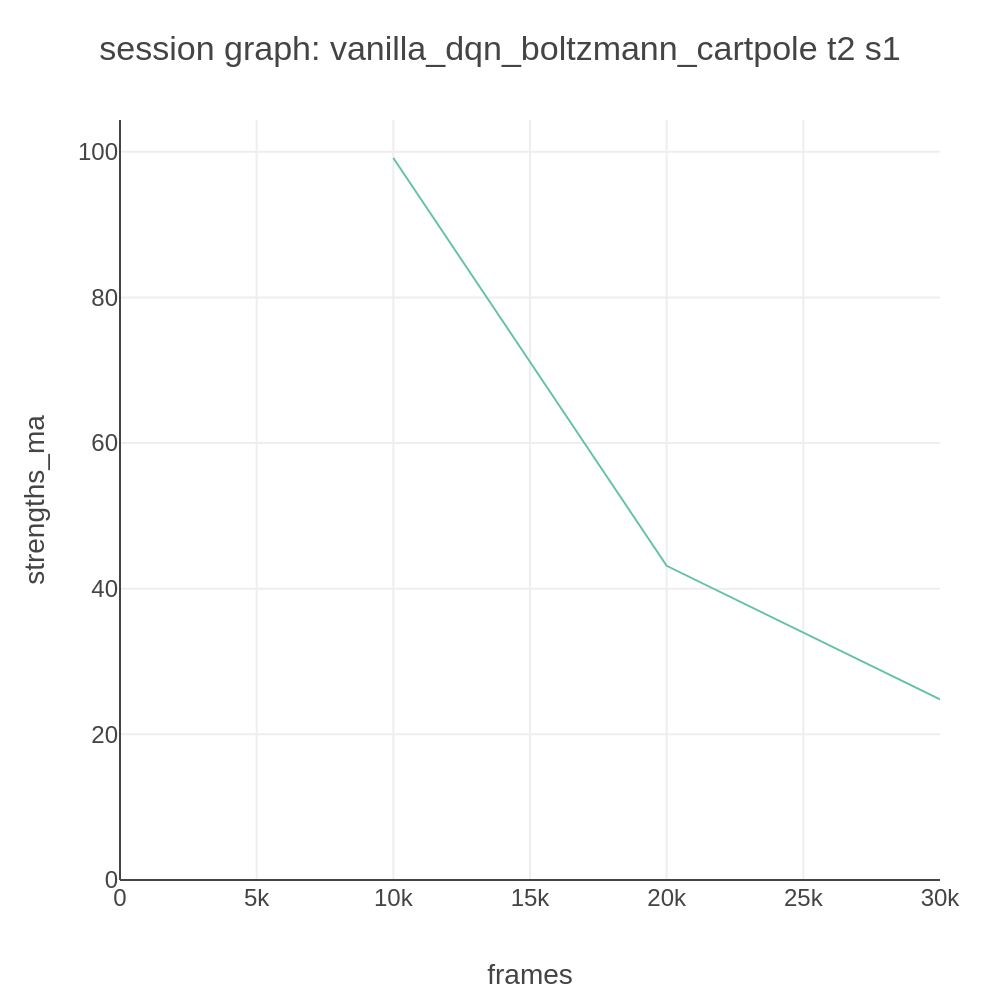 session graph: vanilla_dqn_boltzmann_cartpole t2 s1
100
80
60
40
20
0
strengths_ma
0 5k 10k 15k 20k 25k 30k
frames